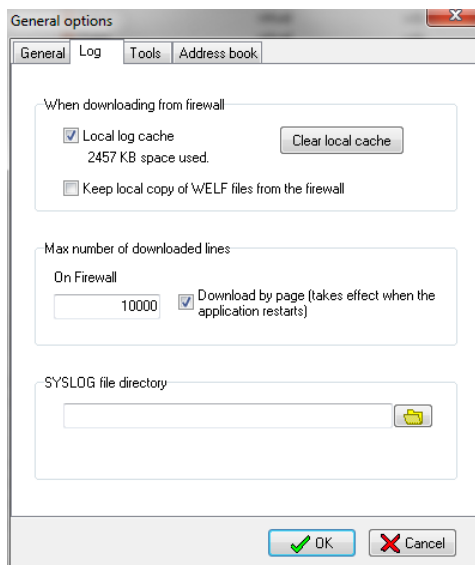 General options
General Log Tools Address book
When downloading from firewall
Local log cache
Clear local cache
2457 KB space used.
Keep local copy of WELF files from the firewall
Max number of downloaded lines
On Firewall
10000
Download by page (takes effect when the
application restarts)
SYSLOG file directory
OK Cancel